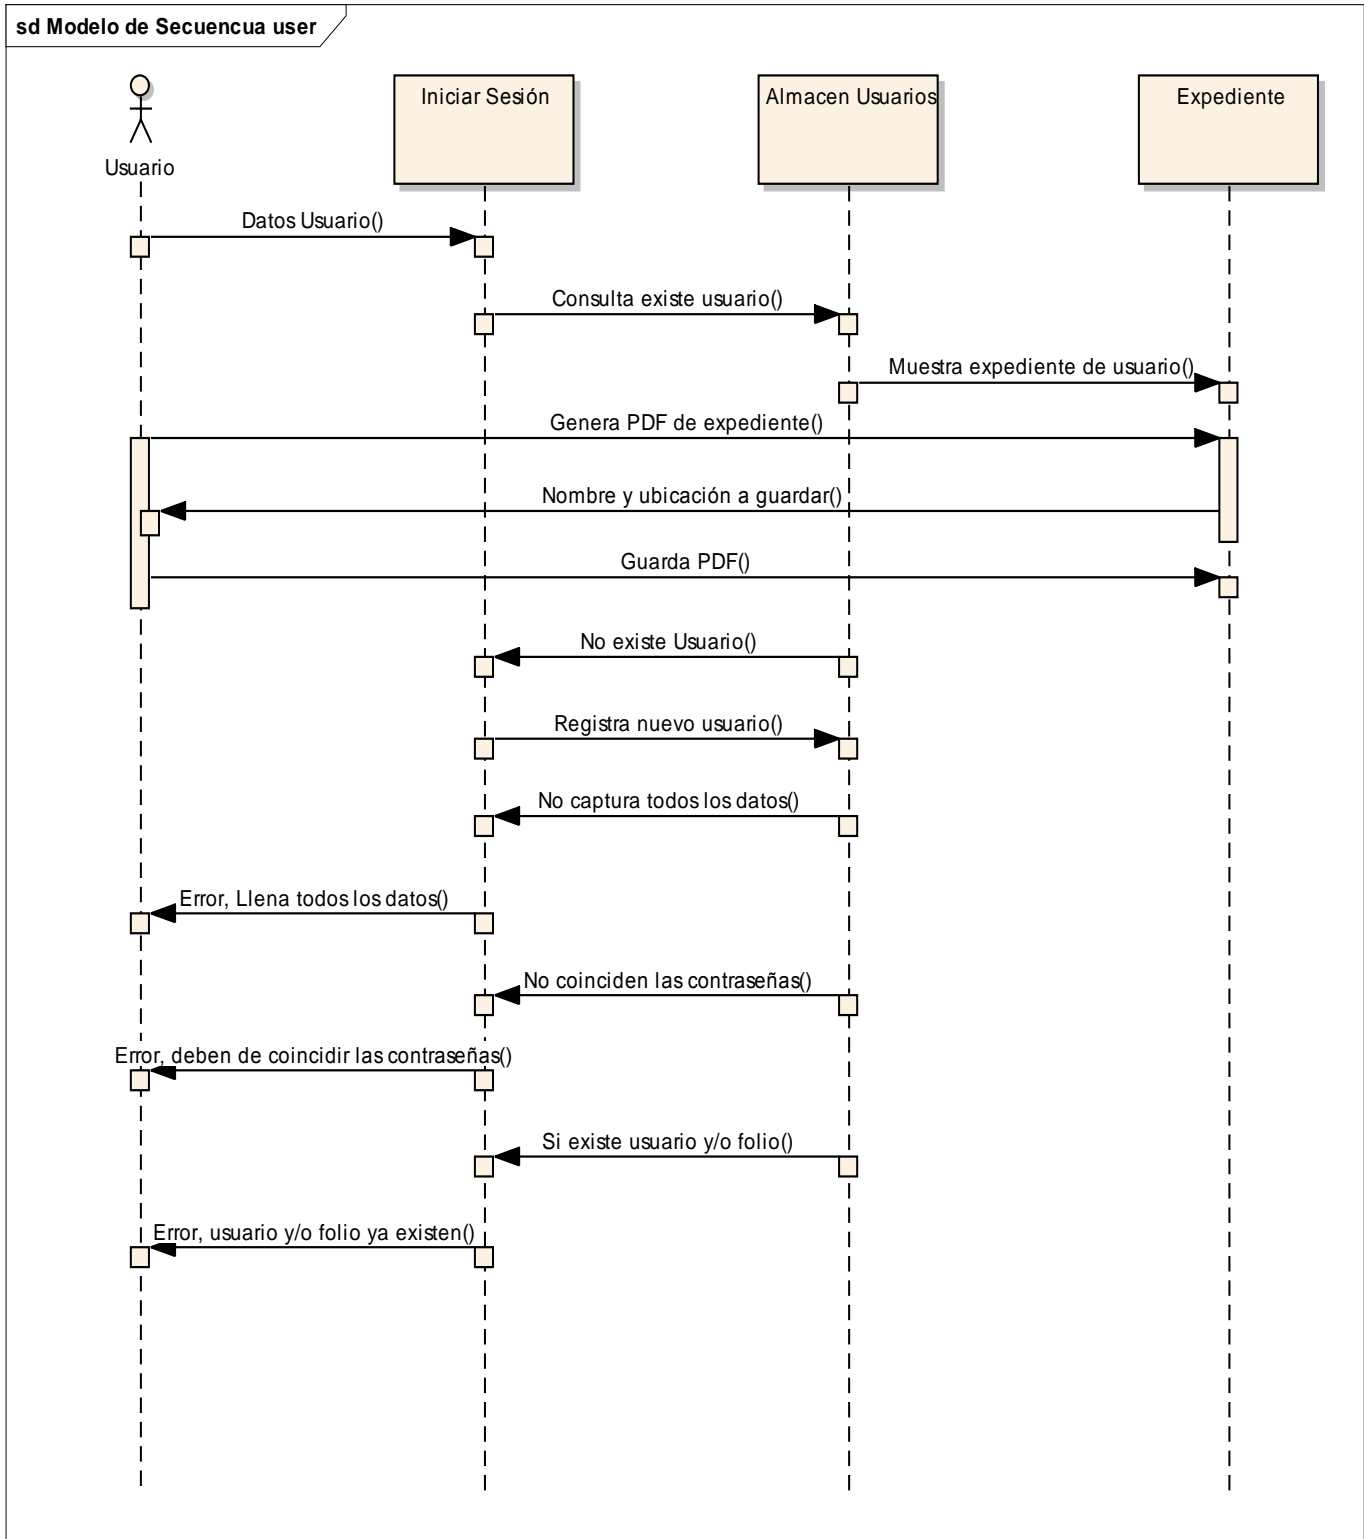 sd Modelo de Secuencua user
Usuario
Iniciar Sesión
Almacen Usuarios
Expediente
Datos Usuario()
Consulta existe usuario()
Muestra expediente de usuario()
Genera PDF de expediente()
Nombre y ubicación a guardar()
Guarda PDF()
No existe Usuario()
Registra nuevo usuario()
No captura todos los datos()
Error, Llena todos los datos()
No coinciden las contraseñas()
Error, deben de coincidir las contraseñas()
Si existe usuario y/o folio()
Error, usuario y/o folio ya existen()